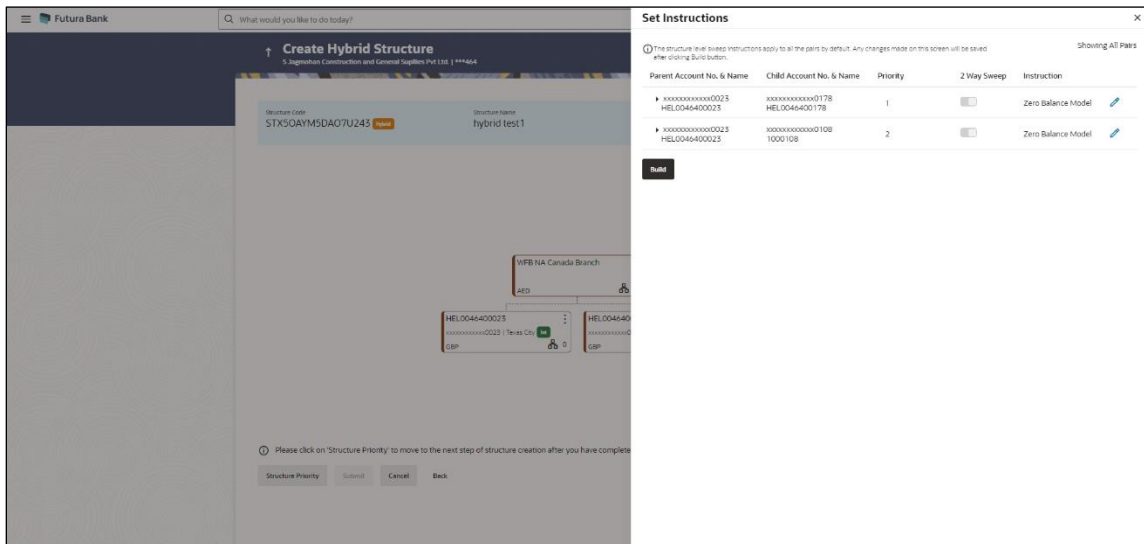 Futura Bank
What would you like to do today?
Create Hybrid Structure
S Jagmohan Construction and General Supllies Pvt Ltd. | ***464
Structure Code
STX50AYM5DAO7U243 Hybrid
Structure Name
hybrid test1
WFB NA Canada Branch
AED
HEL0046400023
xxxxxxxxxxxx0023 | Texas City Int
GBP
0
HEL004640
GBP
Please click on 'Structure Priority' to move to the next step of structure creation after you have complete
Structure Priority Submit Cancel Back
Set Instructions
The structure level sweep instructions apply to all the pairs by default. Any changes made on this screen will be saved
after clicking Build button.
Showing All Pairs
Parent Account No. & Name Child Account No. & Name Priority 2 Way Sweep Instruction
xxxxxxxxxxxx0023 xxxxxxxxxxxx0178
HEL0046400023 HEL0046400178 1 Zero Balance Model
xxxxxxxxxxxx0023 xxxxxxxxxxxx0108
HEL0046400023 1000108 2 Zero Balance Model
Build